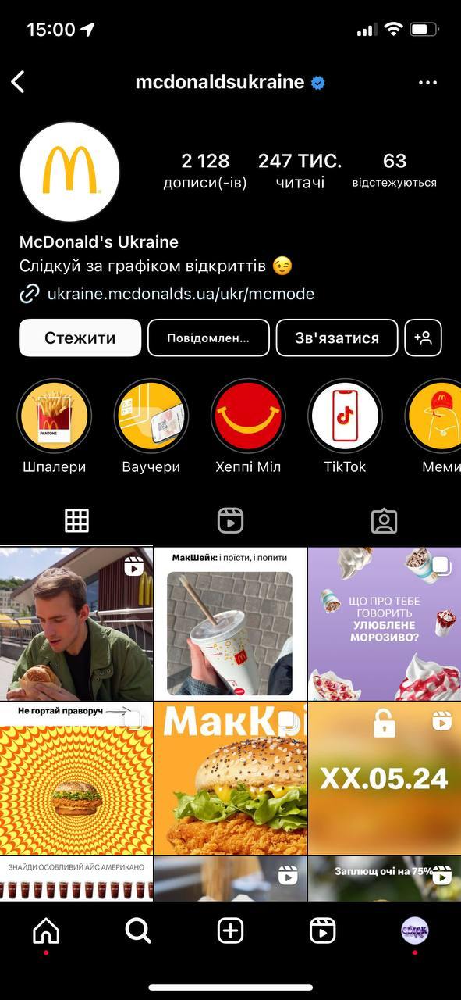 15:00
mcdonaldsukraine
2 128
дописи(-ів)
247 ТИС.
читачі
63
відстежуються
McDonald's Ukraine
Слідкуй за графіком відкриттів 😉
ukraine.mcdonalds.ua/ukr/mcmode
Стежити
Повідомлен...
Зв'язатися
PANTONE
Шпалери
Ваучери
Хеппі Міл
TikTok
Меми
МакШейк: і поїсти, і попити
ЩО ПРО ТЕБЕ
ГОВОРИТЬ
УЛЮБЛЕНЕ
МОРОЗИВО?
Не гортай праворуч
МакКрі
XX.05.24
ЗНАЙДИ ОСОБЛИВИЙ АЙС АМЕРИКАНО
Заплющ очі на 75%
CLICK